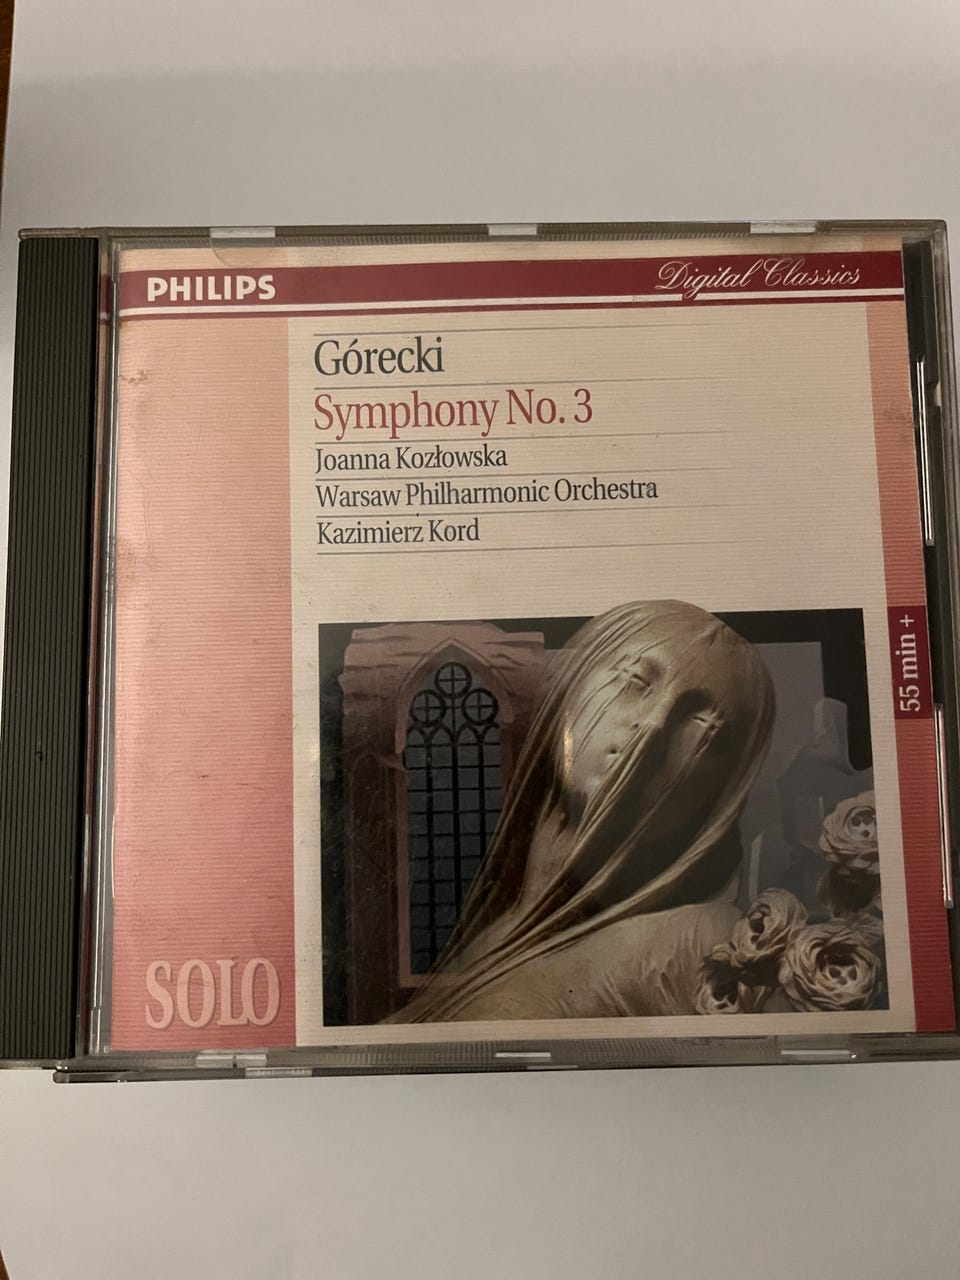 PHILIPS
Digital Classics
Górecki
Symphony No. 3
Joanna Kozłowska
Warsaw Philharmonic Orchestra
Kazimierz Kord
55 min +
SOLO